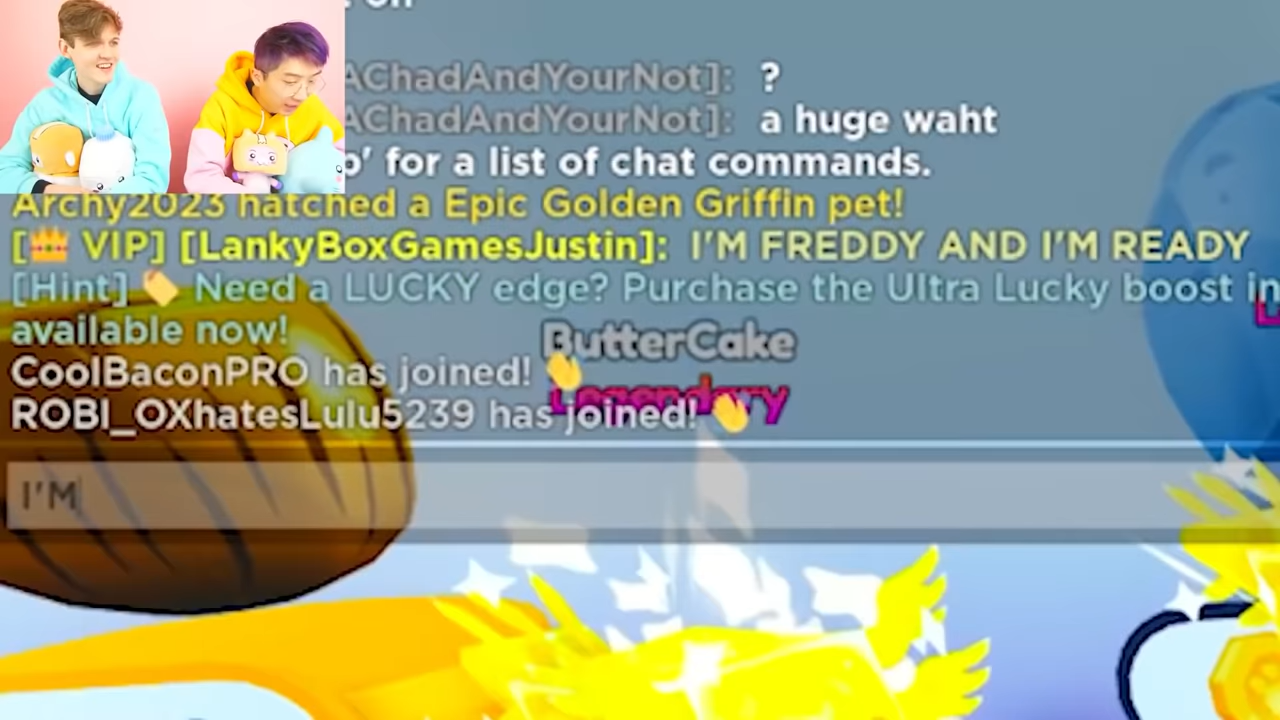 AChadAndYourNot]: ?
AChadAndYourNot]: a huge waht
for a list of chat commands.
Archy2023 hatched a Epic Golden Griffin pet!
[👑 VIP] [LankyBoxGamesJustin]: I'M FREDDY AND I'M READY
[Hint] 🏷️ Need a LUCKY edge? Purchase the Ultra Lucky boost in
available now!
ButterCake
CoolBaconPRO has joined! 👋
Legendary
ROBI_OXhatesLulu5239 has joined! 👋
I'M